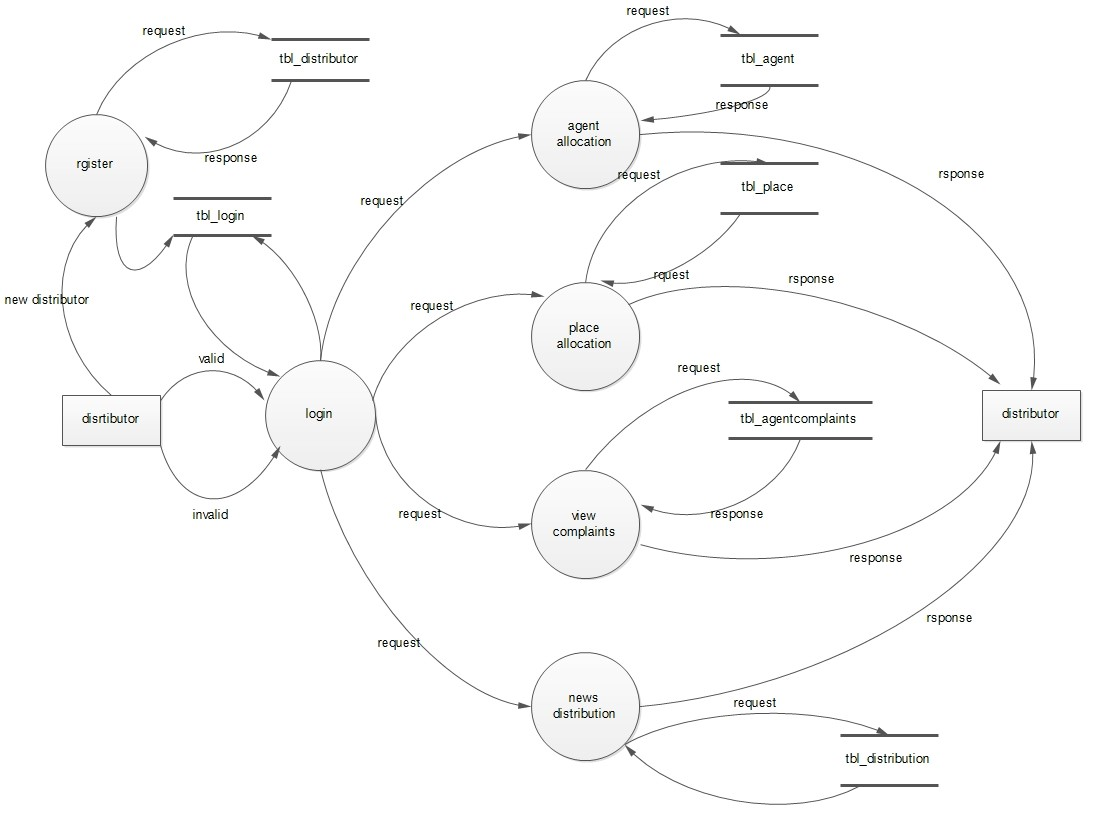 request
tbl_distributor
response
rgister
tbl_login
new distributor
disrtibutor
valid
invalid
login
request
request
request
request
request
tbl_agent
response
agent
allocation
rsponse
request
tbl_place
rquest
place
allocation
rsponse
request
tbl_agentcomplaints
response
view
complaints
response
distributor
rsponse
news
distribution
request
tbl_distribution